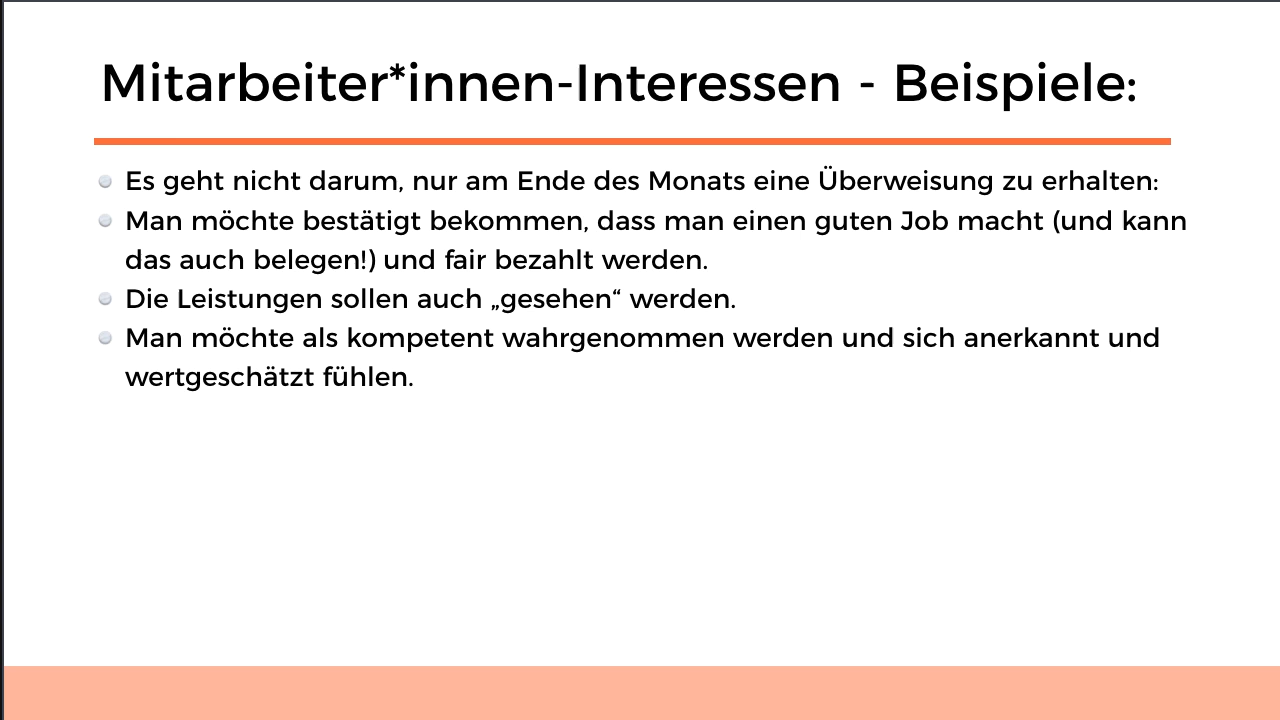 Mitarbeiter*innen-Interessen - Beispiele:
Es geht nicht darum, nur am Ende des Monats eine Überweisung zu erhalten:
Man möchte bestätigt bekommen, dass man einen guten Job macht (und kann
das auch belegen!) und fair bezahlt werden.
Die Leistungen sollen auch „gesehen“ werden.
Man möchte als kompetent wahrgenommen werden und sich anerkannt und
wertgeschätzt fühlen.